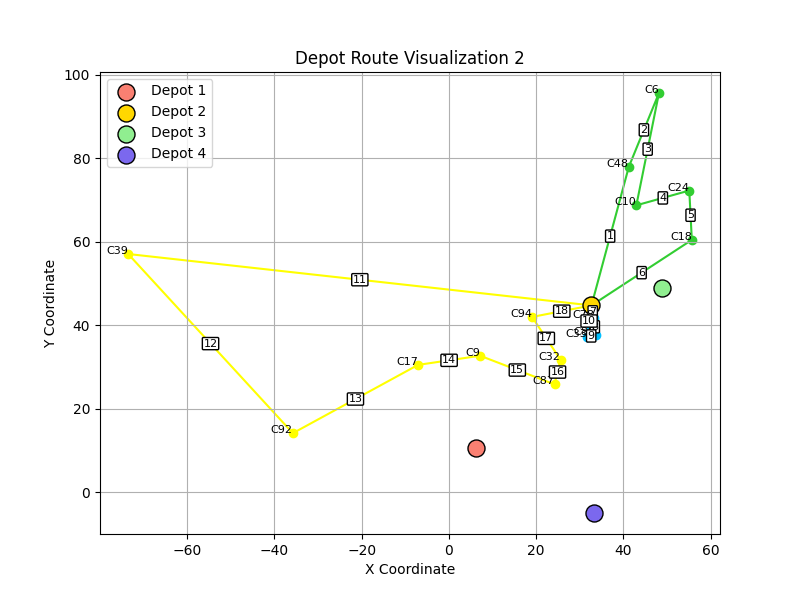 Depot Route Visualization 2
Depot 1
Depot 2
Depot 3
Depot 4
Y Coordinate
100
80
60
40
20
0
−60
−40
−20
0
20
40
60
X Coordinate
C6
2
C48
3
C24
4
C10
5
1
C18
6
C39
11
12
C94
18
10
17
9
C32
16
C87
15
C9
14
C17
13
C92